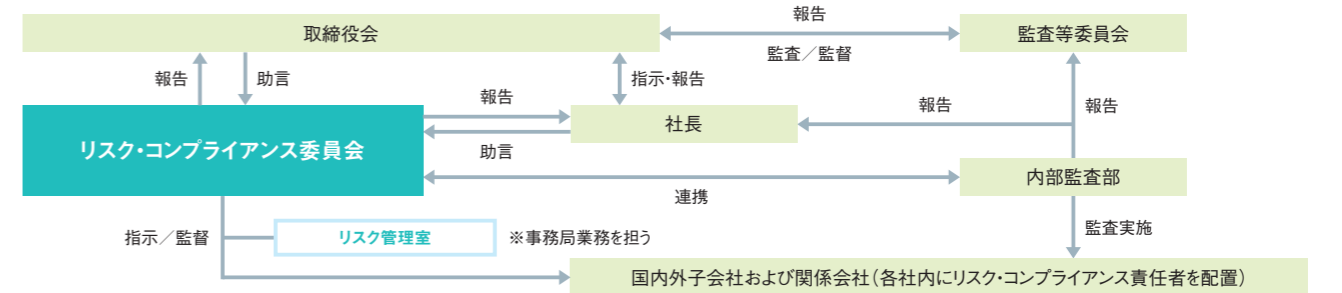 報告
取締役会
監査等委員会
監査／監督
報告
助言
指示・報告
報告
社長
報告
報告
リスク・コンプライアンス委員会
助言
内部監査部
連携
指示／監督
リスク管理室
※事務局業務を担う
監査実施
国内外子会社および関係会社（各社内にリスク・コンプライアンス責任者を配置）